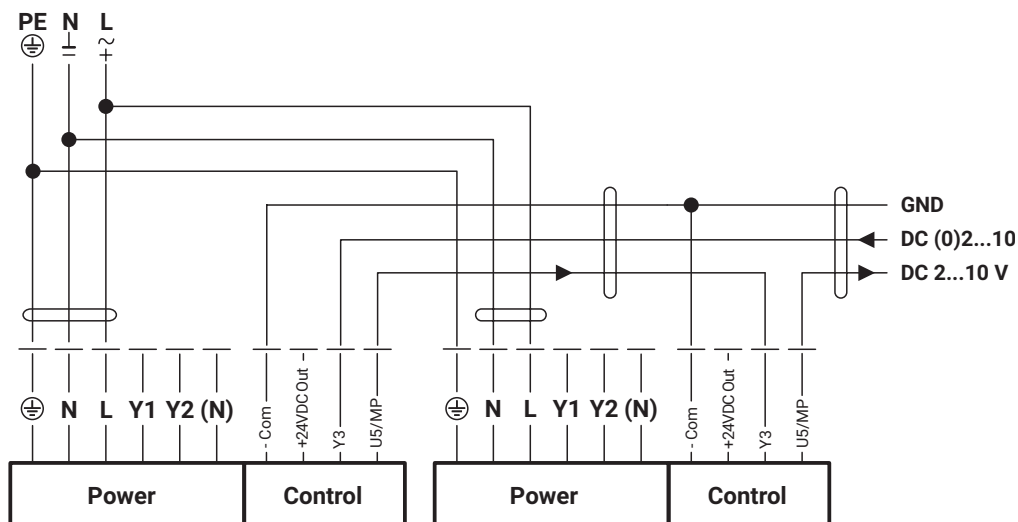 PE N L
GND
DC (0)2...10
DC 2...10 V
N L Y1 Y2 (N) - Com +24VDC Out Y3 U5/MP N L Y1 Y2 (N) - Com +24VDC Out Y3 U5/MP
Power Control Power Control